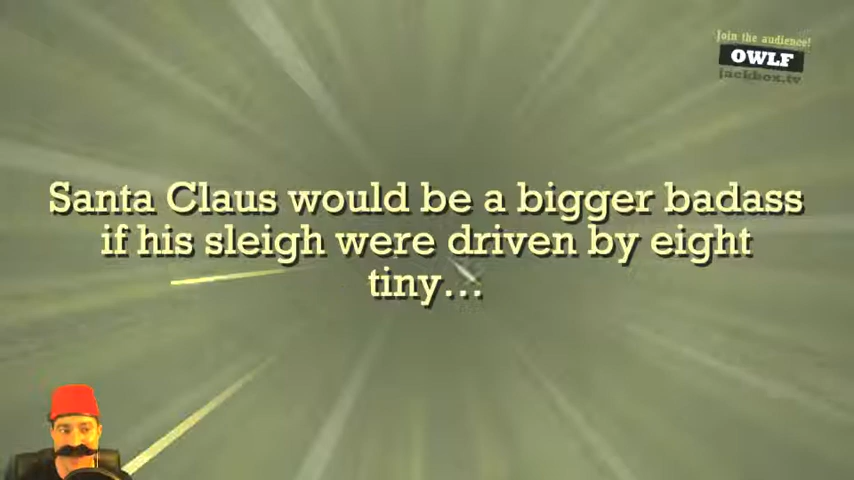 Join the audience!
OWLF
jackbox.tv
Santa Claus would be a bigger badass
if his sleigh were driven by eight
tiny...